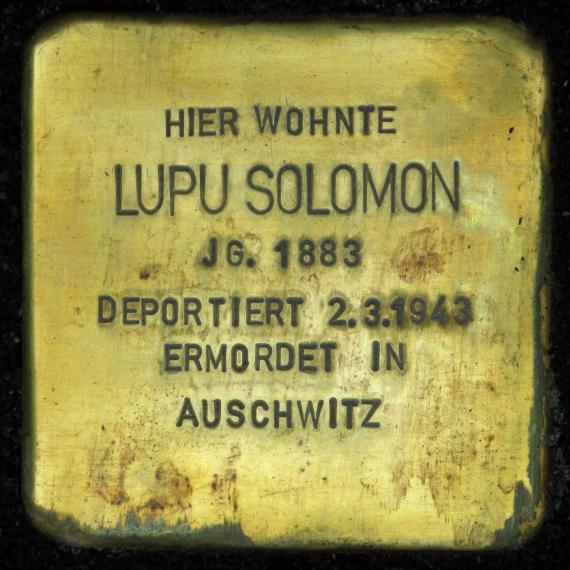 HIER WOHNTE
LUPU SOLOMON
JG. 1883
DEPORTIERT 2.3.1943
ERMORDET IN
AUSCHWITZ